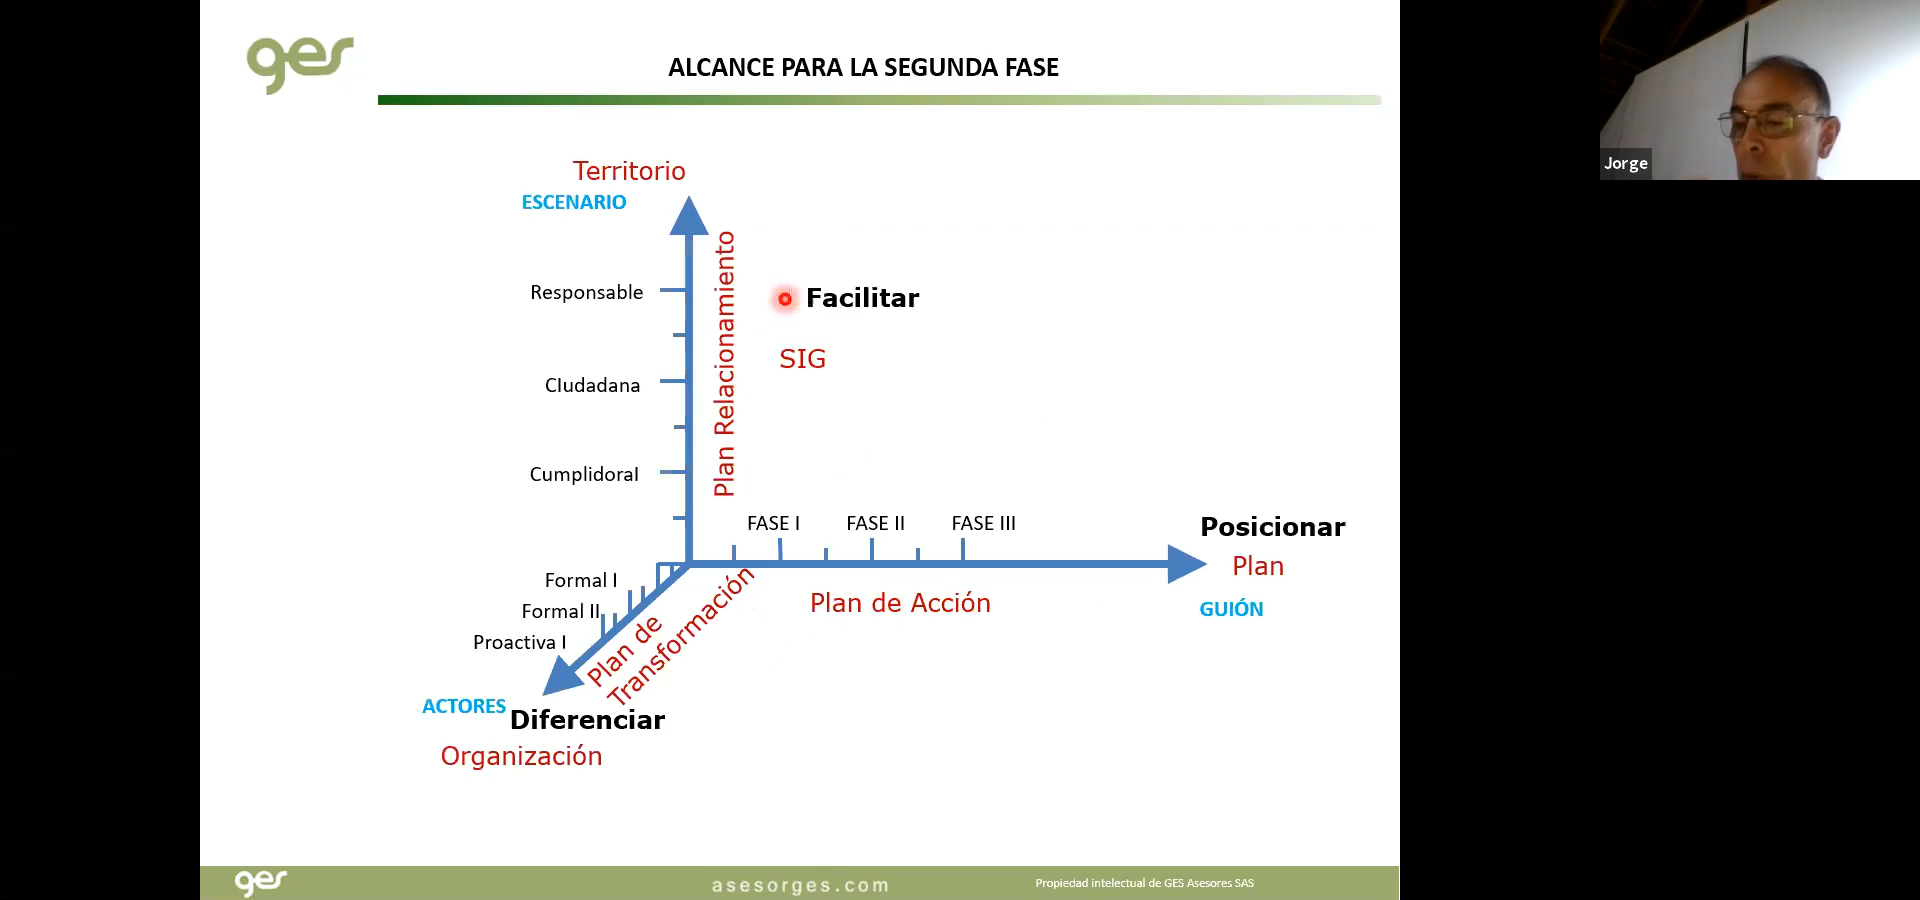 ges
ALCANCE PARA LA SEGUNDA FASE
Jorge
Territorio
ESCENARIO
Plan Relacionamiento
Responsable
Facilitar
SIG
CIudadana
CumplidoraI
FASE I
FASE II
FASE III
Posicionar
Plan
GUIÓN
Plan de Acción
Formal I
Formal II
Proactiva I
Plan de
Transformación
ACTORES
Diferenciar
Organización
ges
asesorges.com
Propiedad intelectual de GES Asesores SAS